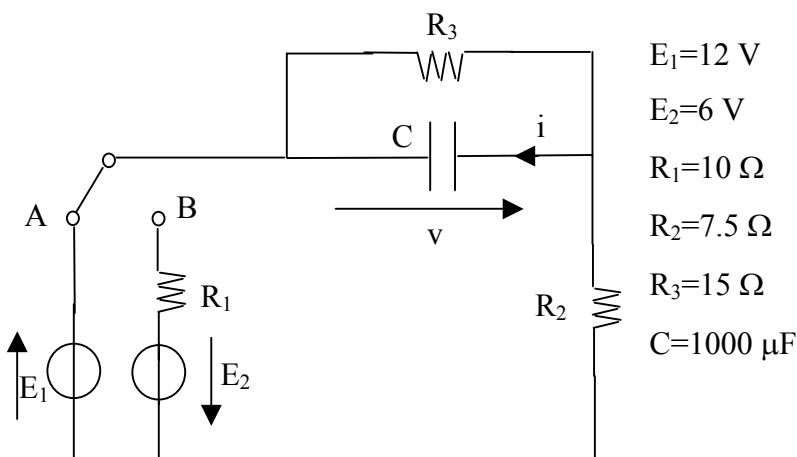 R₃
E₁=12 V
E₂=6 V
R₁=10 Ω
R₂=7.5 Ω
R₃=15 Ω
C=1000 μF
C
i
v
A
B
R₁
R₂
E₁
E₂